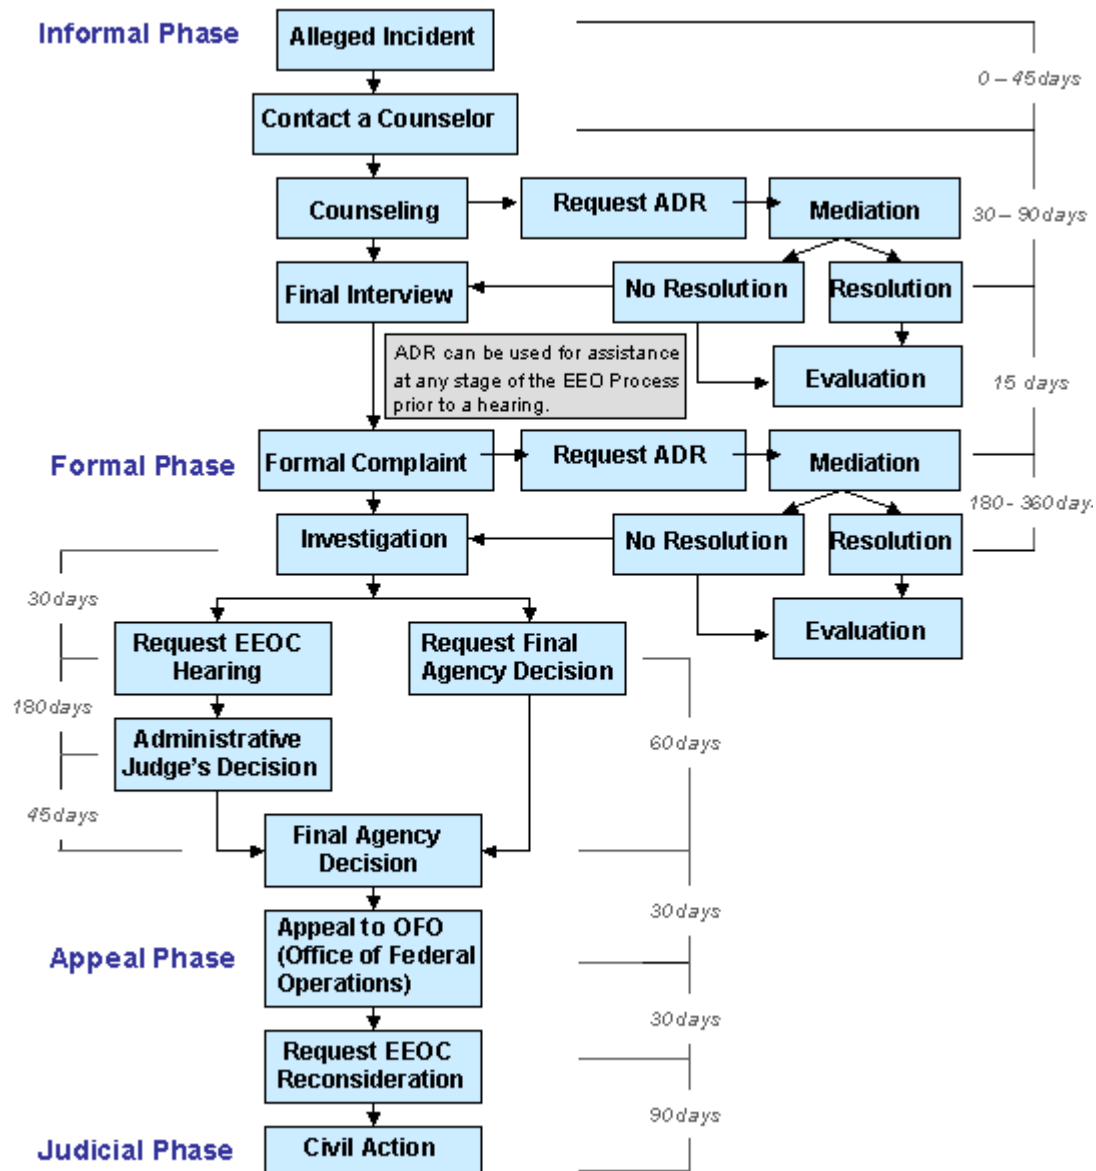 Informal Phase
Alleged Incident
0 – 45 days
Contact a Counselor
Counseling
Request ADR
Mediation
30 – 90 days
Final Interview
No Resolution
Resolution
ADR can be used for assistance
at any stage of the EEO Process
prior to a hearing.
Evaluation
15 days
Formal Phase
Formal Complaint
Request ADR
Mediation
180 - 360 day
Investigation
No Resolution
Resolution
30 days
Evaluation
Request EEOC
Hearing
Request Final
Agency Decision
180 days
60 days
Administrative
Judge's Decision
45 days
Final Agency
Decision
30 days
Appeal Phase
Appeal to OFO
(Office of Federal
Operations)
30 days
Request EEOC
Reconsideration
90 days
Judicial Phase
Civil Action